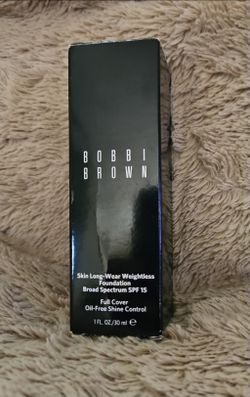 BOBBI
BROWN
Skin Long-Wear Weightless
Foundation
Broad Spectrum SPF 15
Full Cover
Oil-Free Shine Control
1 FL. OZ./30 ml ℮